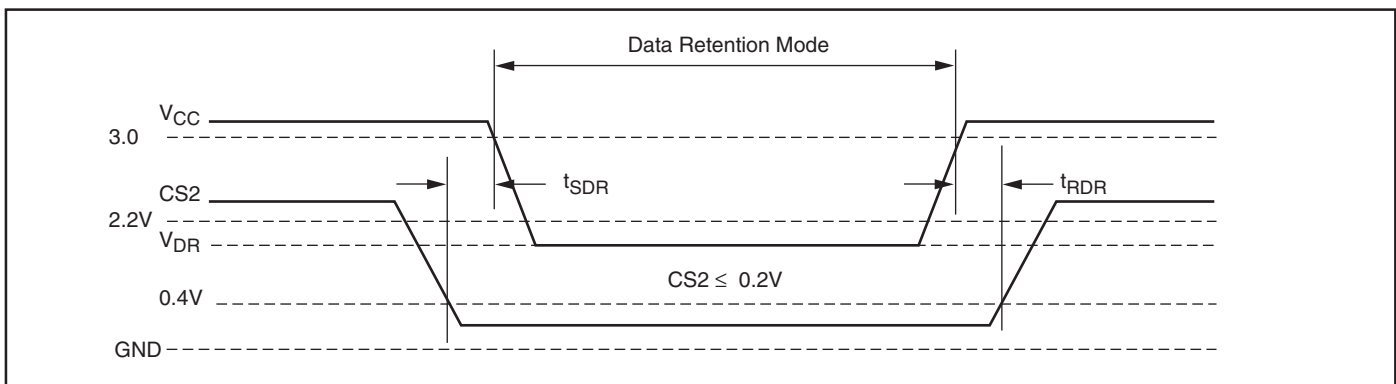 Data Retention Mode
VCC
3.0
tSDR
tRDR
CS2
2.2V
VDR
CS2 ≤ 0.2V
0.4V
GND